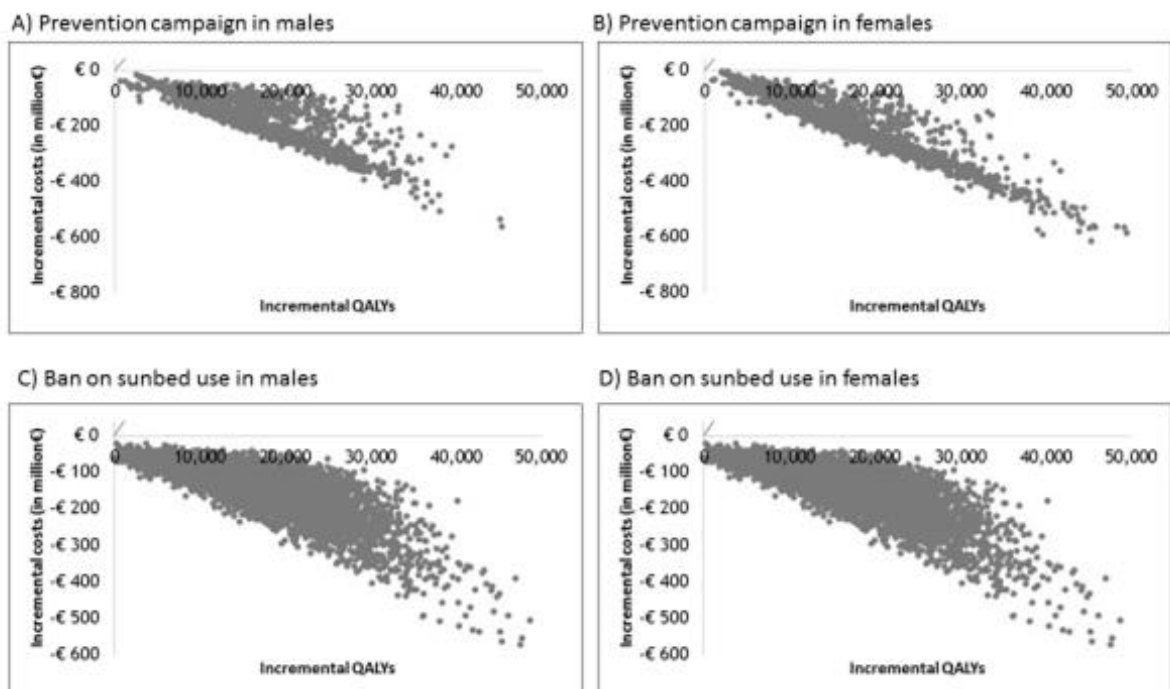 A) Prevention campaign in males
Incremental costs (in million€)
€ 0
-€ 200
-€ 400
-€ 600
-€ 800
0 10,000 20,000 30,000 40,000 50,000
Incremental QALYs
B) Prevention campaign in females
Incremental costs (in million€)
€ 0
-€ 200
-€ 400
-€ 600
-€ 800
0 10,000 20,000 30,000 40,000 50,000
Incremental QALYs
C) Ban on sunbed use in males
Incremental costs (in million€)
€ 0
-€ 100
-€ 200
-€ 300
-€ 400
-€ 500
-€ 600
0 10,000 20,000 30,000 40,000 50,000
Incremental QALYs
D) Ban on sunbed use in females
Incremental costs (in million€)
€ 0
-€ 100
-€ 200
-€ 300
-€ 400
-€ 500
-€ 600
0 10,000 20,000 30,000 40,000 50,000
Incremental QALYs